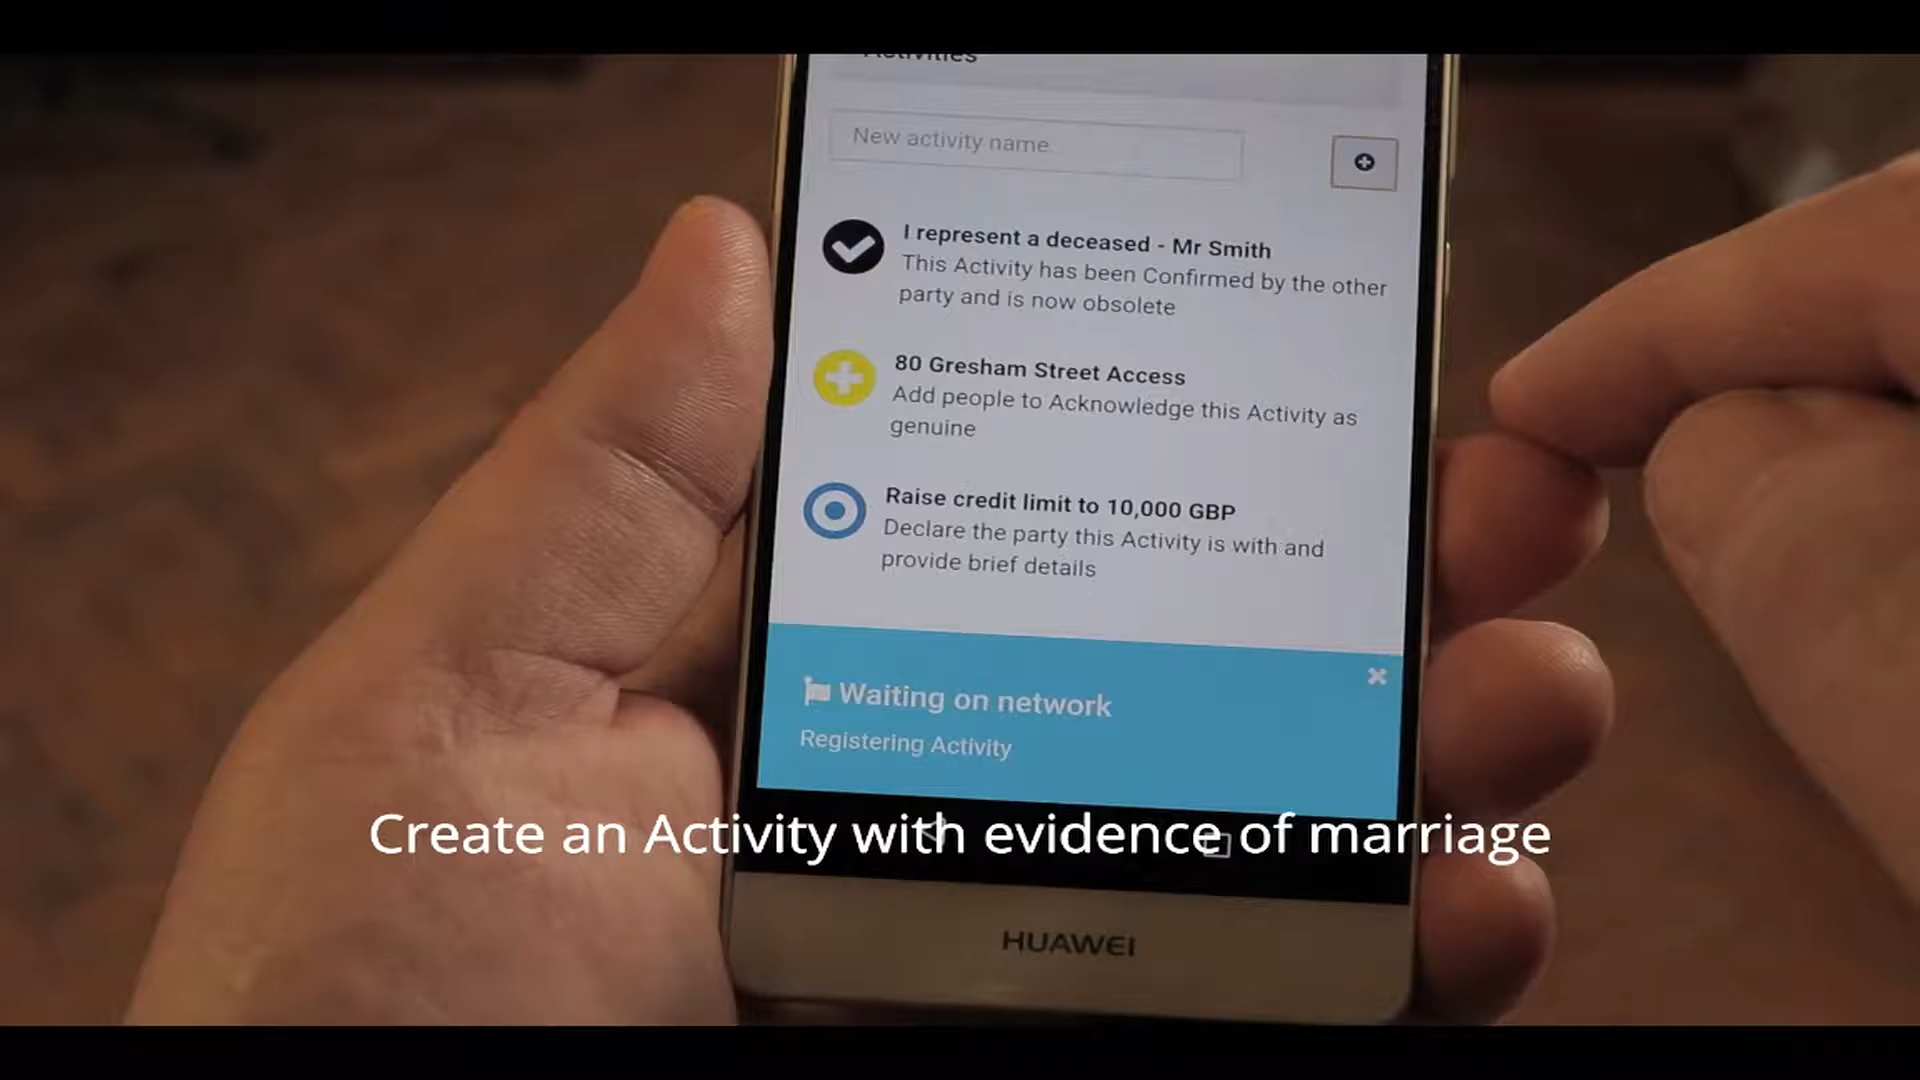 Activities
New activity name
I represent a deceased - Mr Smith
This Activity has been Confirmed by the other
party and is now obsolete
80 Gresham Street Access
Add people to Acknowledge this Activity as
genuine
Raise credit limit to 10,000 GBP
Declare the party this Activity is with and
provide brief details
Waiting on network
Registering Activity
Create an Activity with evidence of marriage
HUAWEI